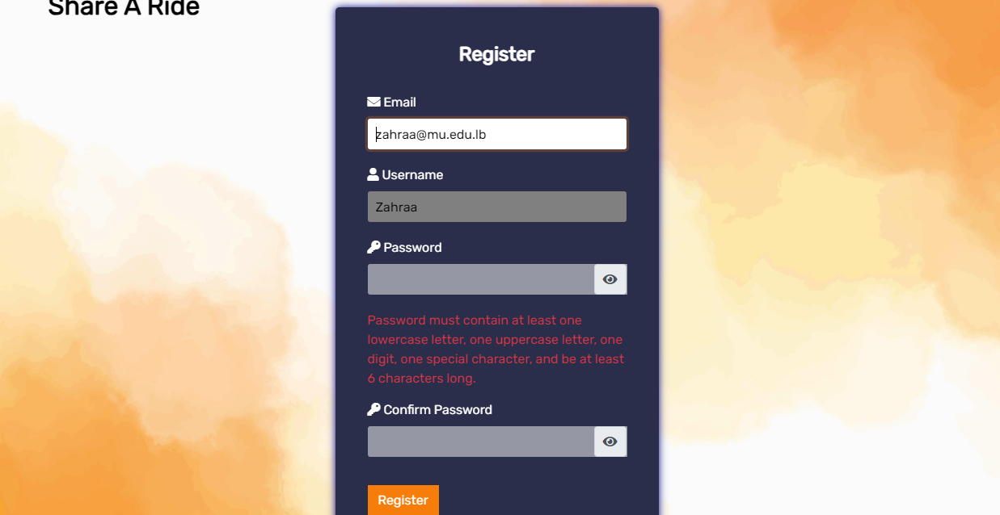 Share A Ride
Register
Email
zahraa@mu.edu.lb
Username
Zahraa
Password
Password must contain at least one
lowercase letter, one uppercase letter, one
digit, one special character, and be at least
6 characters long.
Confirm Password
Register